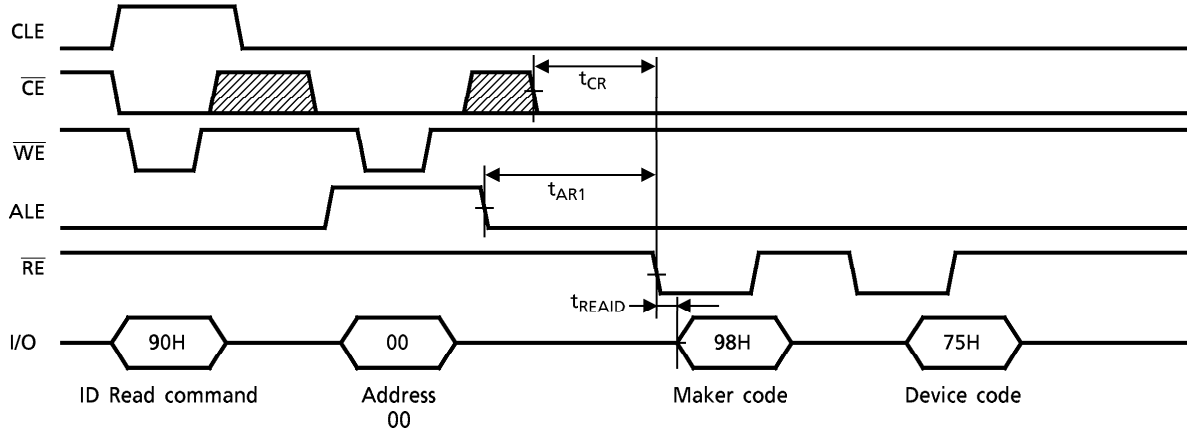 CLE
CE
tCR
WE
tAR1
ALE
RE
tREAID
I/O 90H 00 98H 75H
ID Read command Address Maker code Device code
00